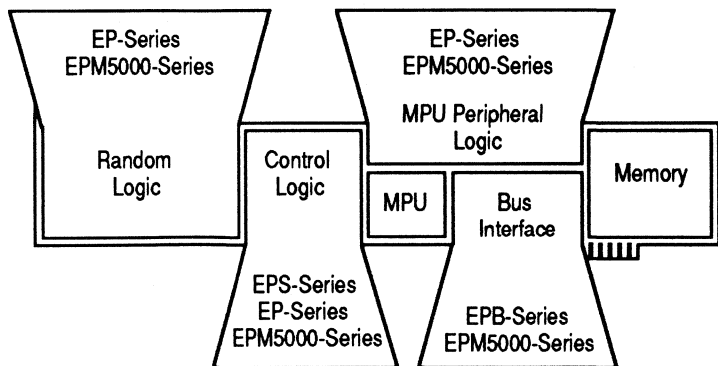 EP-Series
EPM5000-Series
Random
Logic
Control
Logic
EPS-Series
EP-Series
EPM5000-Series
EP-Series
EPM5000-Series
MPU Peripheral
Logic
MPU
Bus
Interface
EPB-Series
EPM5000-Series
Memory